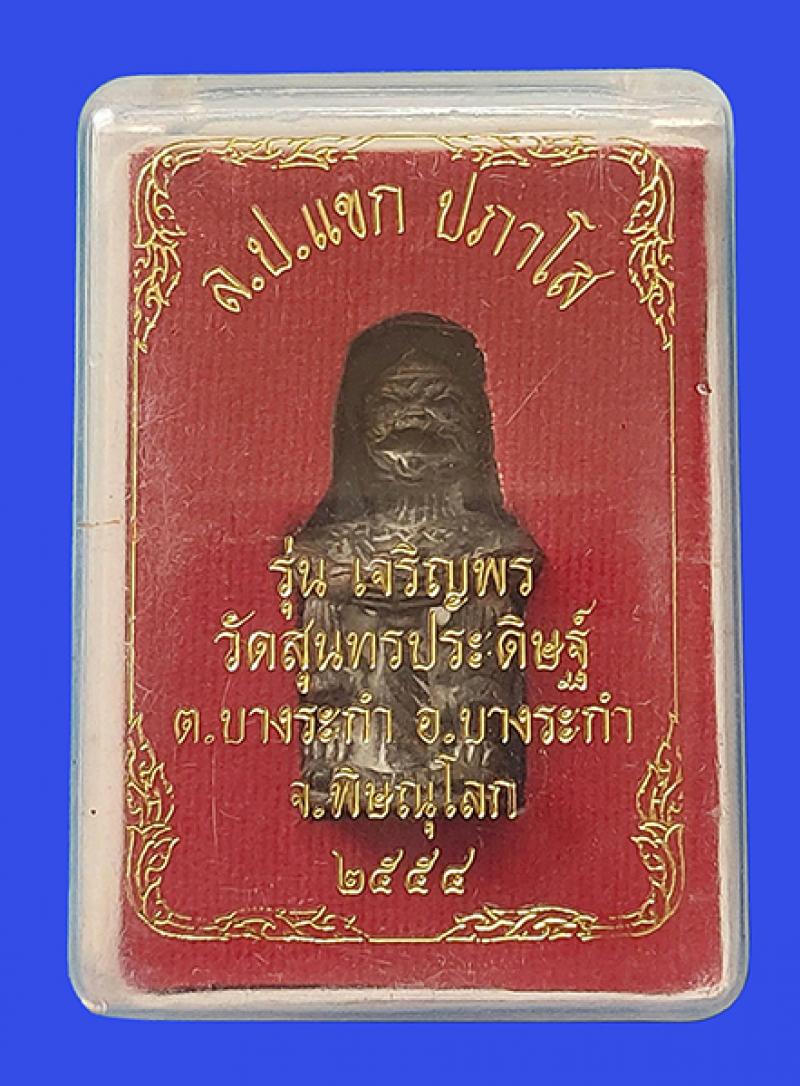 ล.ป.แขก ปภาโส
รุ่น เจริญพร
วัดสุนทรประดิษฐ์
ต.บางระกำ อ.บางระกำ
จ.พิษณุโลก
๒๕๕๔